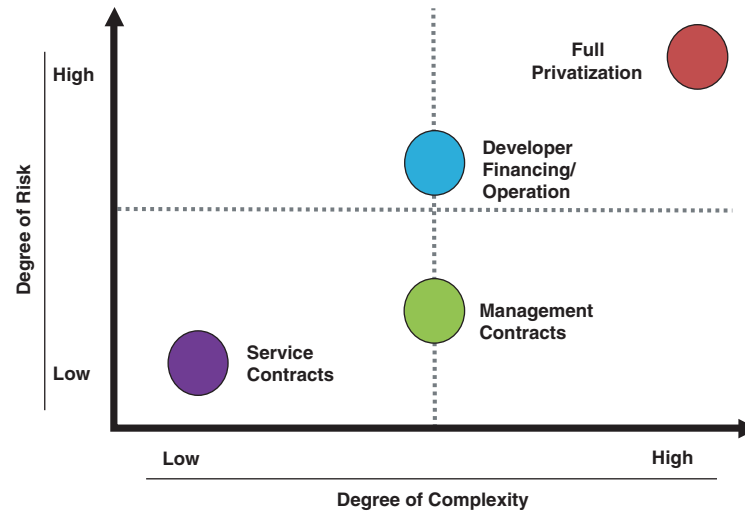 Full
Privatization
High
Developer
Financing/
Operation
Degree of Risk
Management
Contracts
Service
Contracts
Low
Low
High
Degree of Complexity